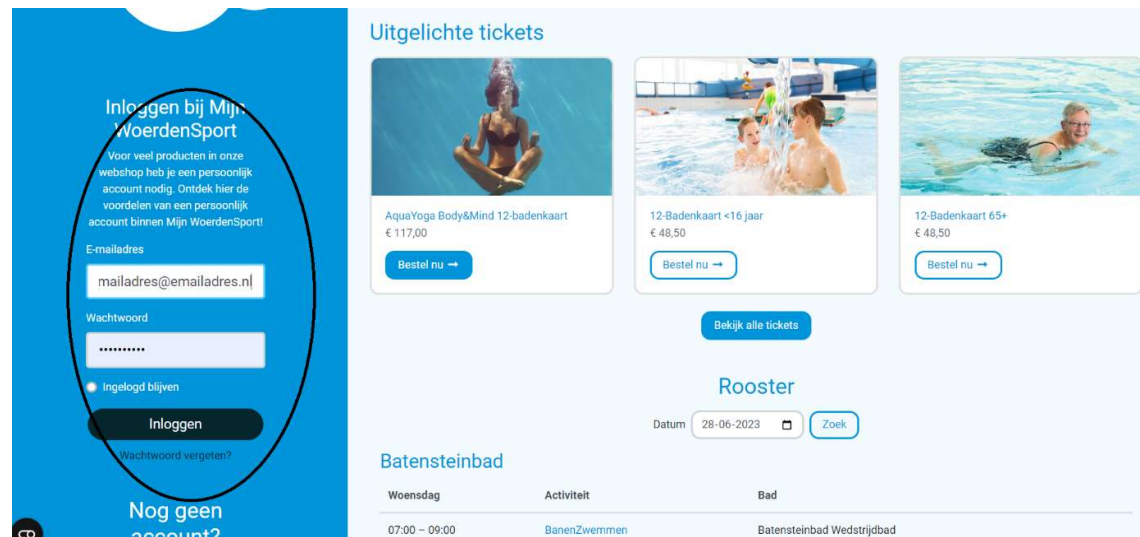 Inloggen bij Mijn
WoerdenSport
Voor veel producten in onze
webshop heb je een persoonlijk
account nodig. Ontdek hier de
voordelen van een persoonlijk
account binnen Mijn WoerdenSport!
E-mailadres
mailadres@emailadres.nl
Wachtwoord
••••••••••
Ingelogd blijven
Inloggen
Wachtwoord vergeten?
Nog geen
account?
Uitgelichte tickets
AquaYoga Body&Mind 12-badenkaart
€ 117,00
Bestel nu →
12-Badenkaart <16 jaar
€ 48,50
Bestel nu →
12-Badenkaart 65+
€ 48,50
Bestel nu →
Bekijk alle tickets
Rooster
Datum 28-06-2023 Zoek
Batensteinbad
Woensdag Activiteit Bad
07:00 – 09:00 BanenZwemmen Batensteinbad Wedstrijdbad